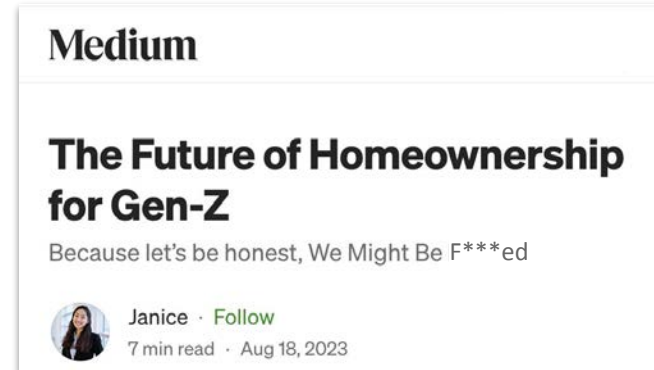 Medium
The Future of Homeownership
for Gen-Z
Because let’s be honest, We Might Be F***ed
Janice · Follow
7 min read · Aug 18, 2023